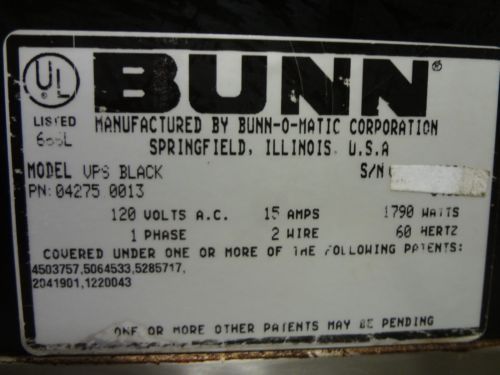 UL
BUNN®
LISTED
MANUFACTURED BY BUNN-O-MATIC CORPORATION
SPRINGFIELD, ILLINOIS U.S.A
MODEL VPS BLACK S/N
PN: 04275 0013
120 VOLTS A.C. 15 AMPS 1790 WATTS
1 PHASE 2 WIRE 60 HERTZ
COVERED UNDER ONE OR MORE OF THE FOLLOWING PATENTS:
4503757,5064533,5285717,
2041901,1220043
ONE OR MORE OTHER PATENTS MAY BE PENDING